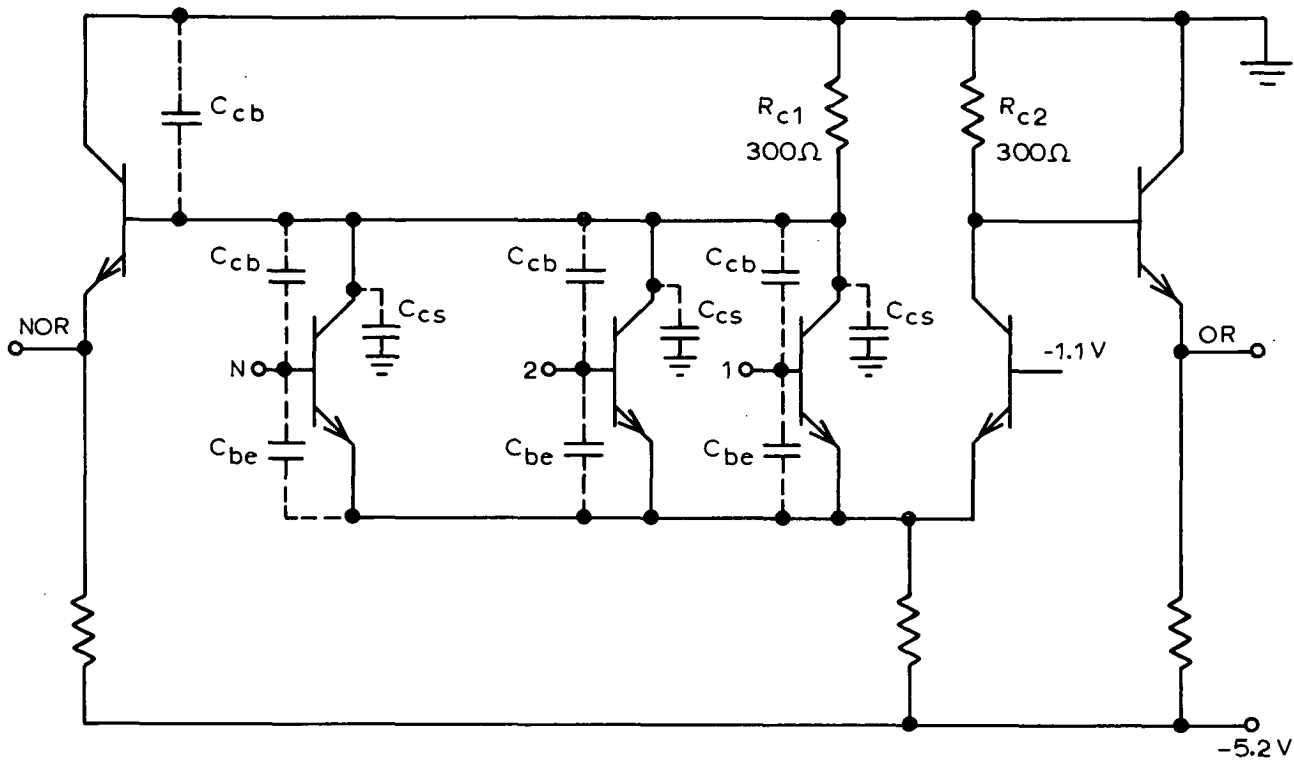 Ccb
Rc1
300Ω
Rc2
300Ω
Ccb
Ccs
Ccb
Ccs
Ccb
Ccs
NOR
N
2
1
-1.1 V
OR
Cbe
Cbe
Cbe
-5.2 V